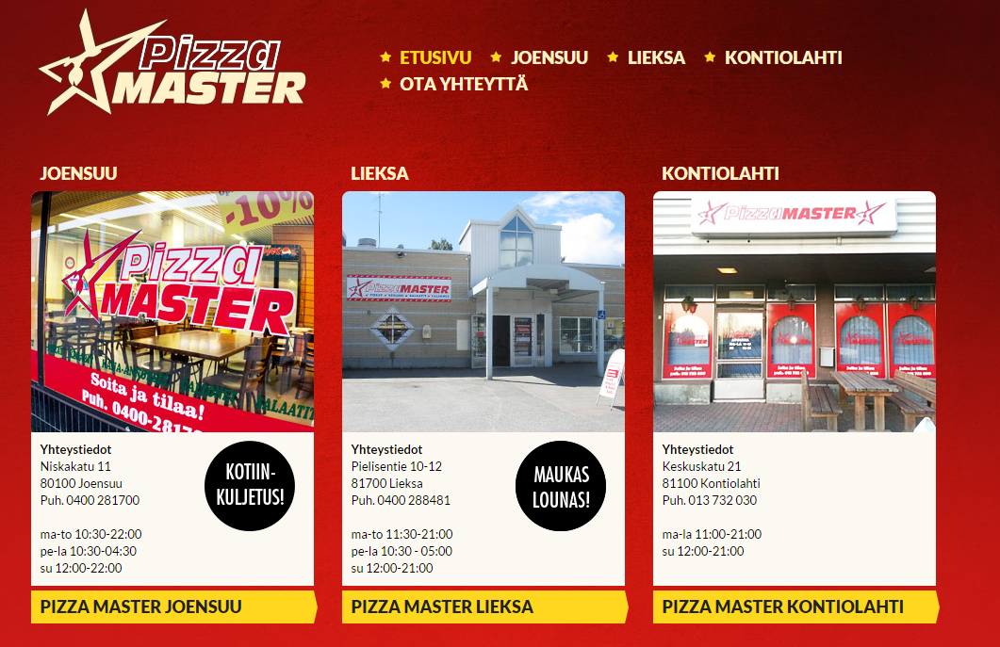 Pizza
MASTER
ETUSIVU
JOENSUU
LIEKSA
KONTIOLAHTI
OTA YHTEYTTÄ
JOENSUU
-10%
Pizza
MASTER
Soita ja tilaa!
Puh. 0400-28170
Yhteystiedot
Niskakatu 11
80100 Joensuu
Puh. 0400 281700
KOTIIN-
KULJETUS!
ma-to 10:30-22:00
pe-la 10:30-04:30
su 12:00-22:00
PIZZA MASTER JOENSUU
LIEKSA
PizzaMASTER
Yhteystiedot
Pielisentie 10-12
81700 Lieksa
Puh. 0400 288481
MAUKAS
LOUNAS!
ma-to 11:30-21:00
pe-la 10:30 - 05:00
su 12:00-21:00
PIZZA MASTER LIEKSA
KONTIOLAHTI
PizzaMASTER
Yhteystiedot
Keskuskatu 21
81100 Kontiolahti
Puh. 013 732 030
ma-la 11:00-21:00
su 12:00-21:00
PIZZA MASTER KONTIOLAHTI